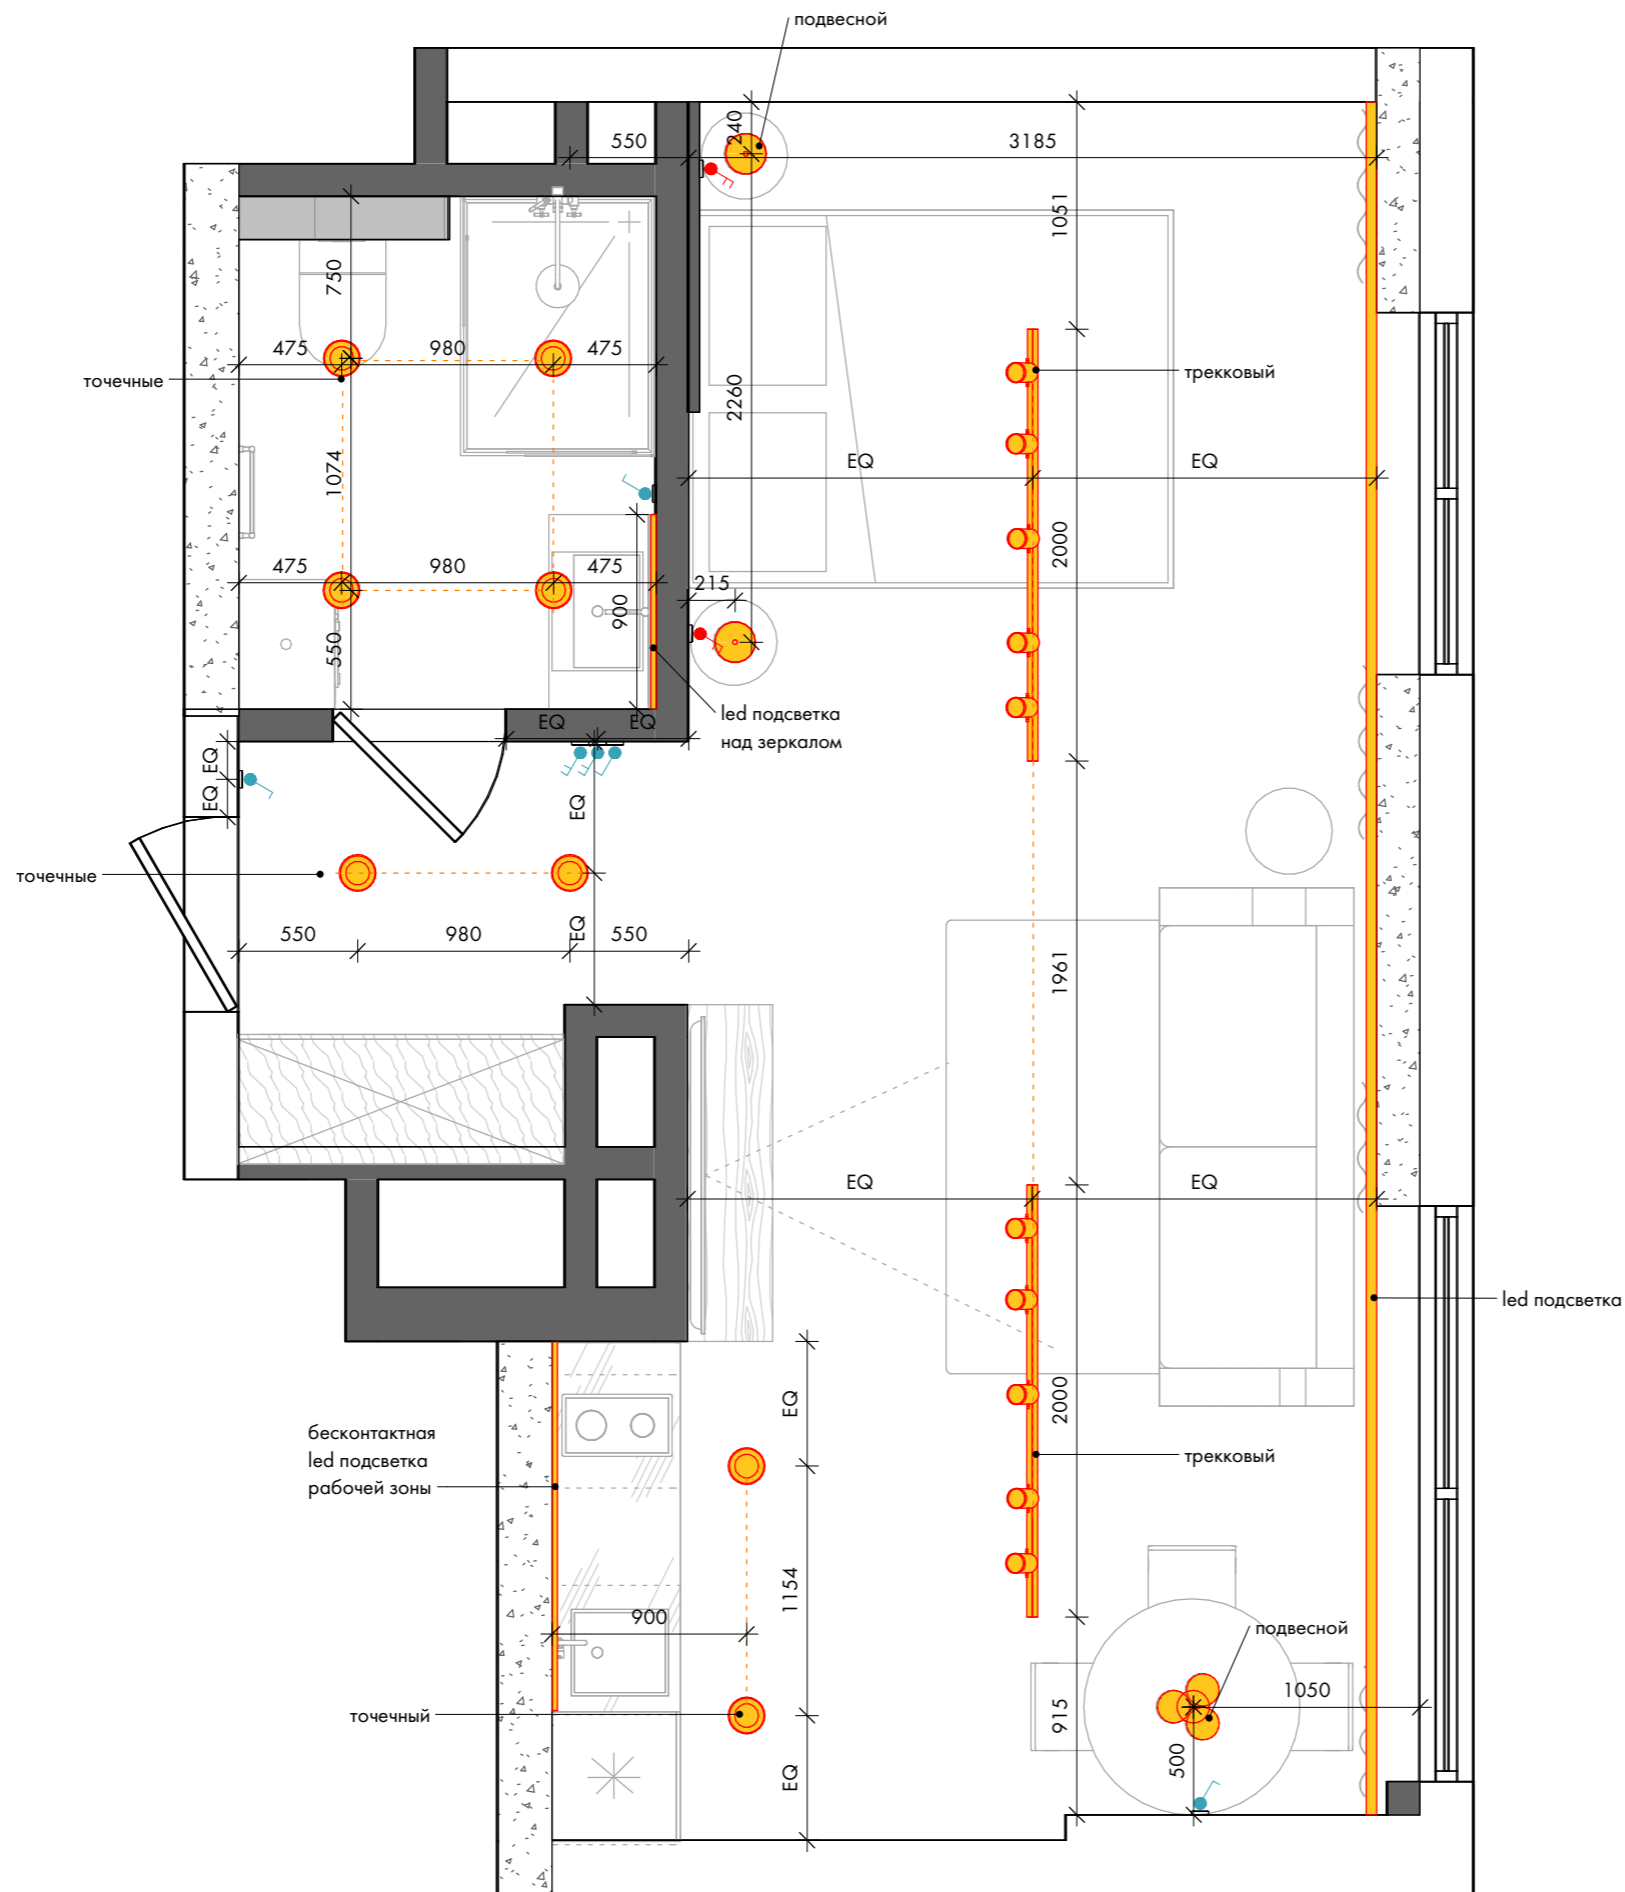 подвесной
240
550
3185
1051
750
475
980
475
точечные
трекковый
2260
EQ
EQ
1074
2000
475
980
475
215
900
550
led подсветка
над зеркалом
EQ
EQ
EQ
EQ
EQ
точечные
EQ
550
980
550
1961
EQ
EQ
led подсветка
EQ
2000
бесконтактная
led подсветка
рабочей зоны
трекковый
1154
900
подвесной
1050
точечный
915
500
EQ